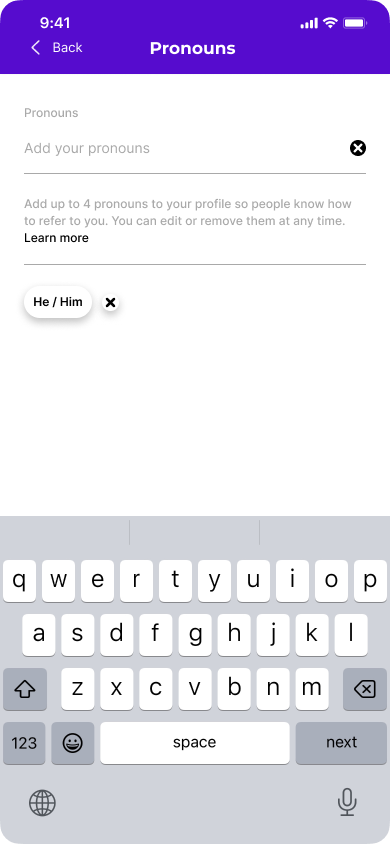 9:41
Back
Pronouns
Pronouns
Add your pronouns
Add up to 4 pronouns to your profile so people know how
to refer to you. You can edit or remove them at any time.
Learn more
He / Him
q w e r t y u i o p
a s d f g h j k l
z x c v b n m
123 space next